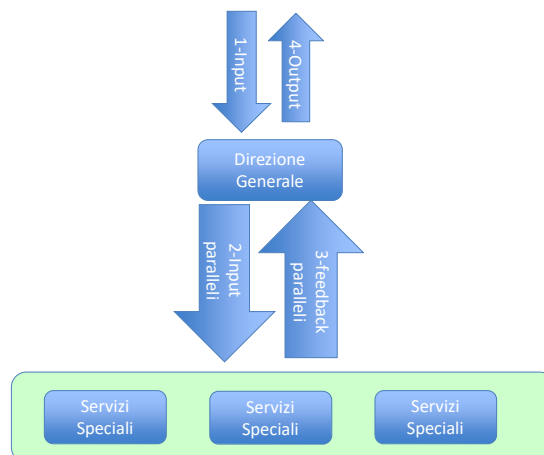 1-Input
4-Output
Direzione
Generale
2-Input
paralleli
3-feedback
paralleli
Servizi
Speciali
Servizi
Speciali
Servizi
Speciali